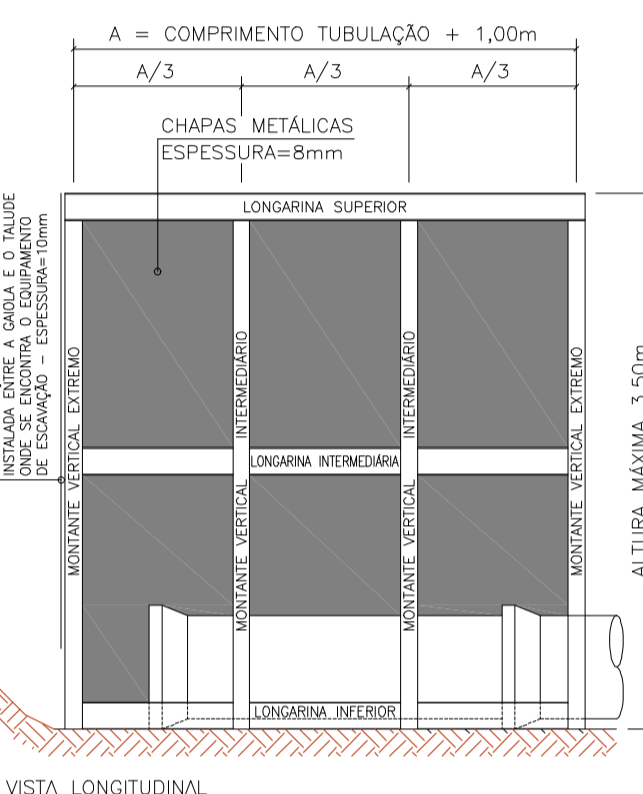 A = COMPRIMENTO TUBULAÇÃO + 1,00m
A/3
A/3
A/3
CHAPAS METÁLICAS
ESPESSURA=8mm
INSTALADA ENTRE A GAIOLA E O TALUDE
ONDE SE ENCONTRA O EQUIPAMENTO
DE ESCAVAÇÃO – ESPESSURA=10mm
LONGARINA SUPERIOR
MONTANTE VERTICAL EXTREMO
MONTANTE VERTICAL INTERMEDIÁRIO
MONTANTE VERTICAL INTERMEDIÁRIO
MONTANTE VERTICAL EXTREMO
LONGARINA INTERMEDIÁRIA
LONGARINA INFERIOR
ALTURA MÁXIMA 3,50m
VISTA LONGITUDINAL